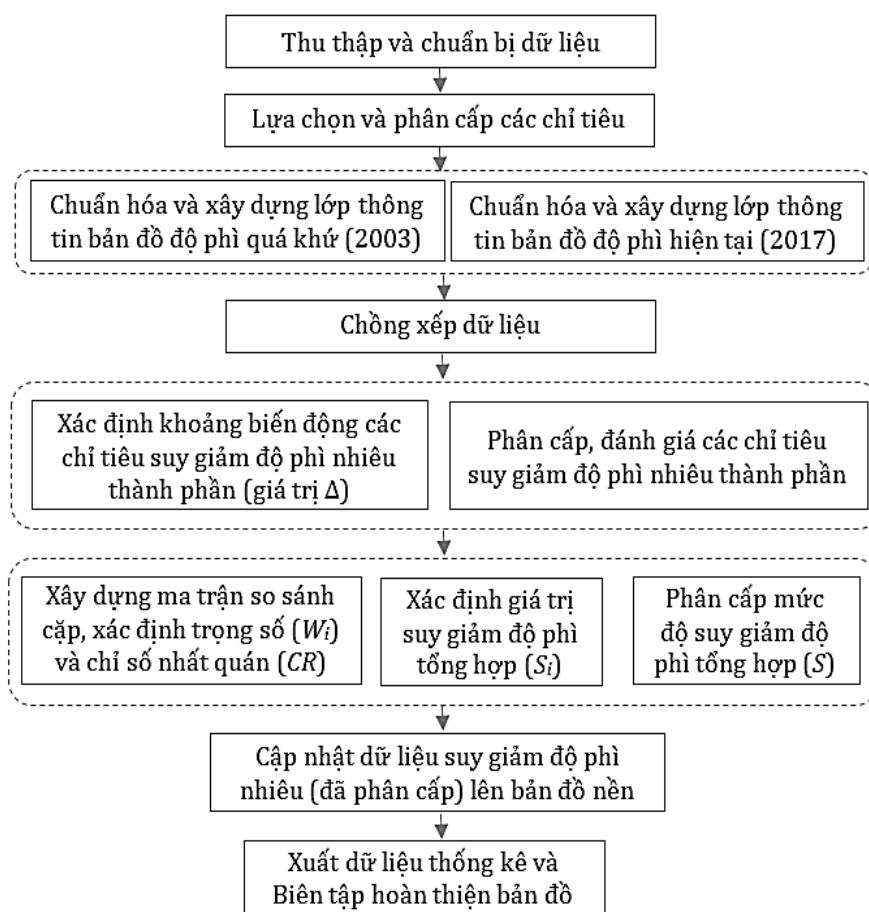 Thu thập và chuẩn bị dữ liệu
Lựa chọn và phân cấp các chỉ tiêu
Chuẩn hóa và xây dựng lớp thông
tin bản đồ độ phì quá khứ (2003)
Chuẩn hóa và xây dựng lớp thông
tin bản đồ độ phì hiện tại (2017)
Chồng xếp dữ liệu
Xác định khoảng biến động các
chỉ tiêu suy giảm độ phì nhiêu
thành phần (giá trị Δ)
Phân cấp, đánh giá các chỉ tiêu
suy giảm độ phì nhiêu thành phần
Xây dựng ma trận so sánh
cặp, xác định trọng số (Wi)
và chỉ số nhất quán (CR)
Xác định giá trị
suy giảm độ phì
tổng hợp (Si)
Phân cấp mức
độ suy giảm độ
phì tổng hợp (S)
Cập nhật dữ liệu suy giảm độ phì
nhiêu (đã phân cấp) lên bản đồ nền
Xuất dữ liệu thống kê và
Biên tập hoàn thiện bản đồ